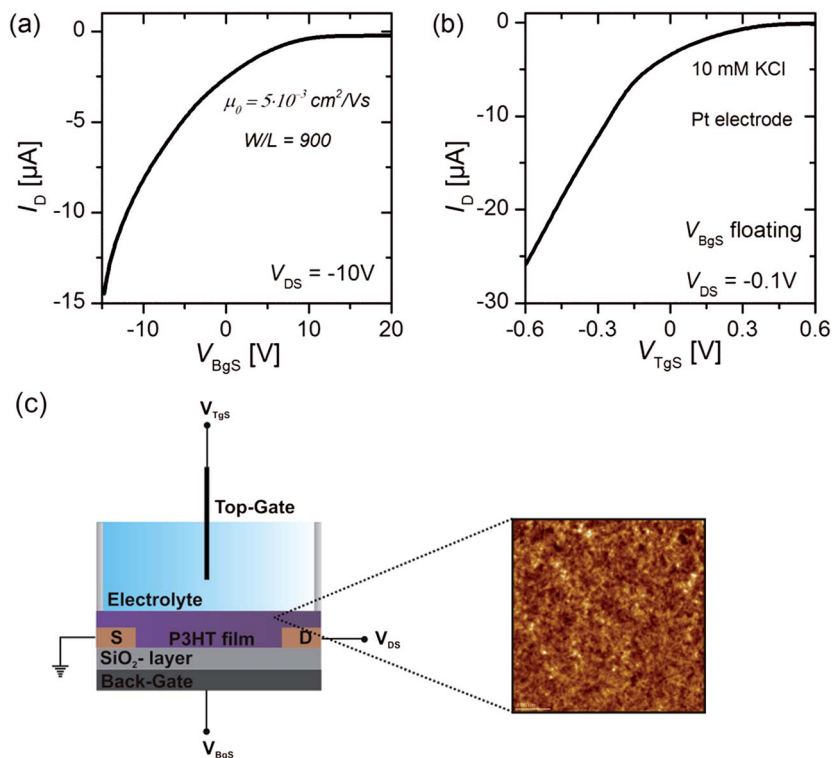 (a)
0
-5
-10
-15
I_D [µA]
μ₀ = 5·10⁻³ cm²/Vs
W/L = 900
V_DS = -10V
-10
0
10
20
V_BgS [V]
(b)
0
-10
-20
-30
I_D [µA]
10 mM KCl
Pt electrode
V_BgS floating
V_DS = -0.1V
-0.6
-0.3
0
0.3
0.6
V_TgS [V]
(c)
V_TgS
Top-Gate
Electrolyte
S
P3HT film
D
V_DS
SiO₂- layer
Back-Gate
V_BgS